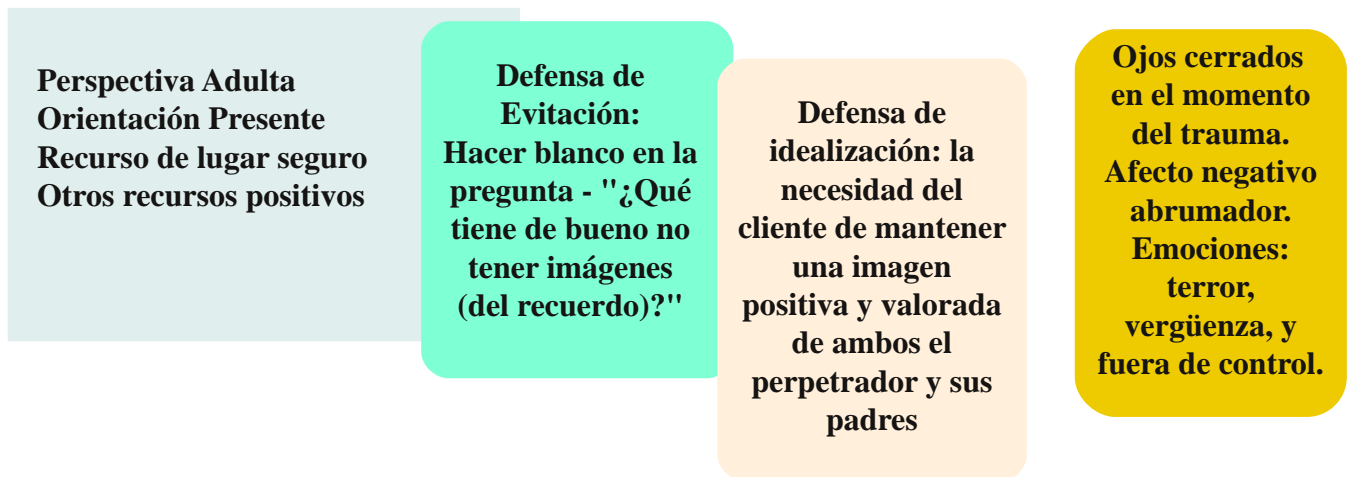 Perspectiva Adulta
Orientación Presente
Recurso de lugar seguro
Otros recursos positivos
Defensa de
Evitación:
Hacer blanco en la
pregunta - "¿Qué
tiene de bueno no
tener imágenes
(del recuerdo)?"
Defensa de
idealización: la
necesidad del
cliente de mantener
una imagen
positiva y valorada
de ambos el
perpetrador y sus
padres
Ojos cerrados
en el momento
del trauma.
Afecto negativo
abrumador.
Emociones:
terror,
vergüenza, y
fuera de control.